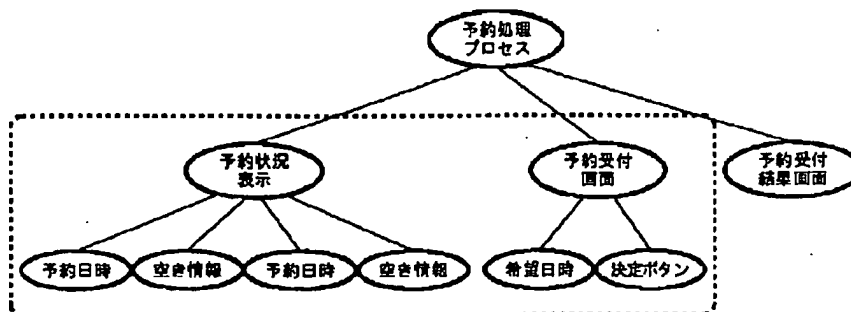 予約処理
プロセス
予約状況
表示
予約受付
画面
予約受付
結果画面
予約日時
空き情報
予約日時
空き情報
希望日時
決定ボタン